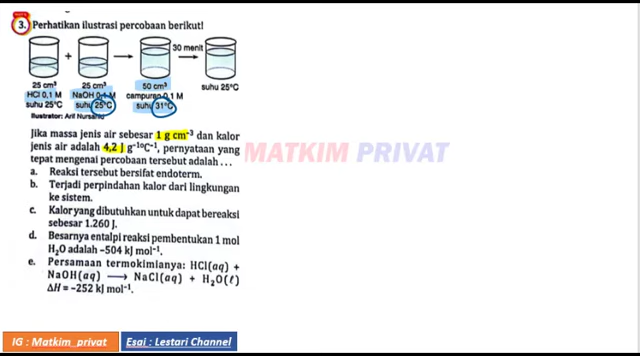 3. Perhatikan ilustrasi percobaan berikut!
+
30 menit
25 cm³ 25 cm³ 50 cm³ suhu 25°C
HCl 0,1 M NaOH 0,1 M campuran 0,1 M
suhu 25°C suhu 25°C suhu 31°C
Ilustrator: Arif Nursahid
Jika massa jenis air sebesar 1 g cm⁻³ dan kalor
jenis air adalah 4,2 J g⁻¹°C⁻¹, pernyataan yang
tepat mengenai percobaan tersebut adalah . . .
a. Reaksi tersebut bersifat endoterm.
b. Terjadi perpindahan kalor dari lingkungan
ke sistem.
c. Kalor yang dibutuhkan untuk dapat bereaksi
sebesar 1.260 J.
d. Besarnya entalpi reaksi pembentukan 1 mol
H₂O adalah –504 kJ mol⁻¹.
e. Persamaan termokimianya: HCl(aq) +
NaOH(aq) ⟶ NaCl(aq) + H₂O(ℓ)
ΔH = –252 kJ mol⁻¹.
MATKIM PRIVAT
IG : Matkim_privat
Esai : Lestari Channel